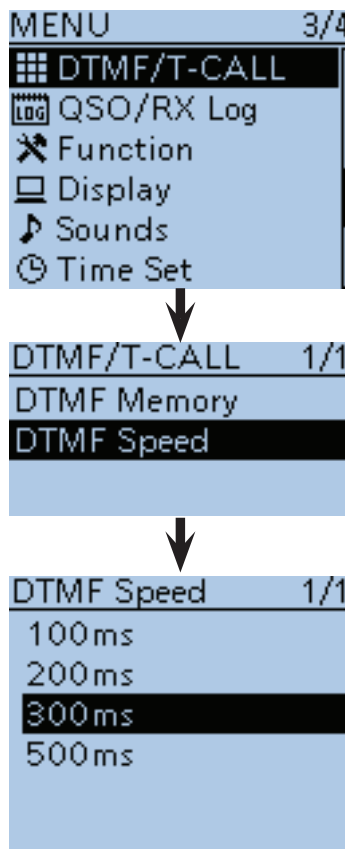 MENU 3/4
DTMF/T-CALL
LOG QSO/RX Log
Function
Display
Sounds
Time Set
DTMF/T-CALL 1/1
DTMF Memory
DTMF Speed
DTMF Speed 1/1
100ms
200ms
300ms
500ms